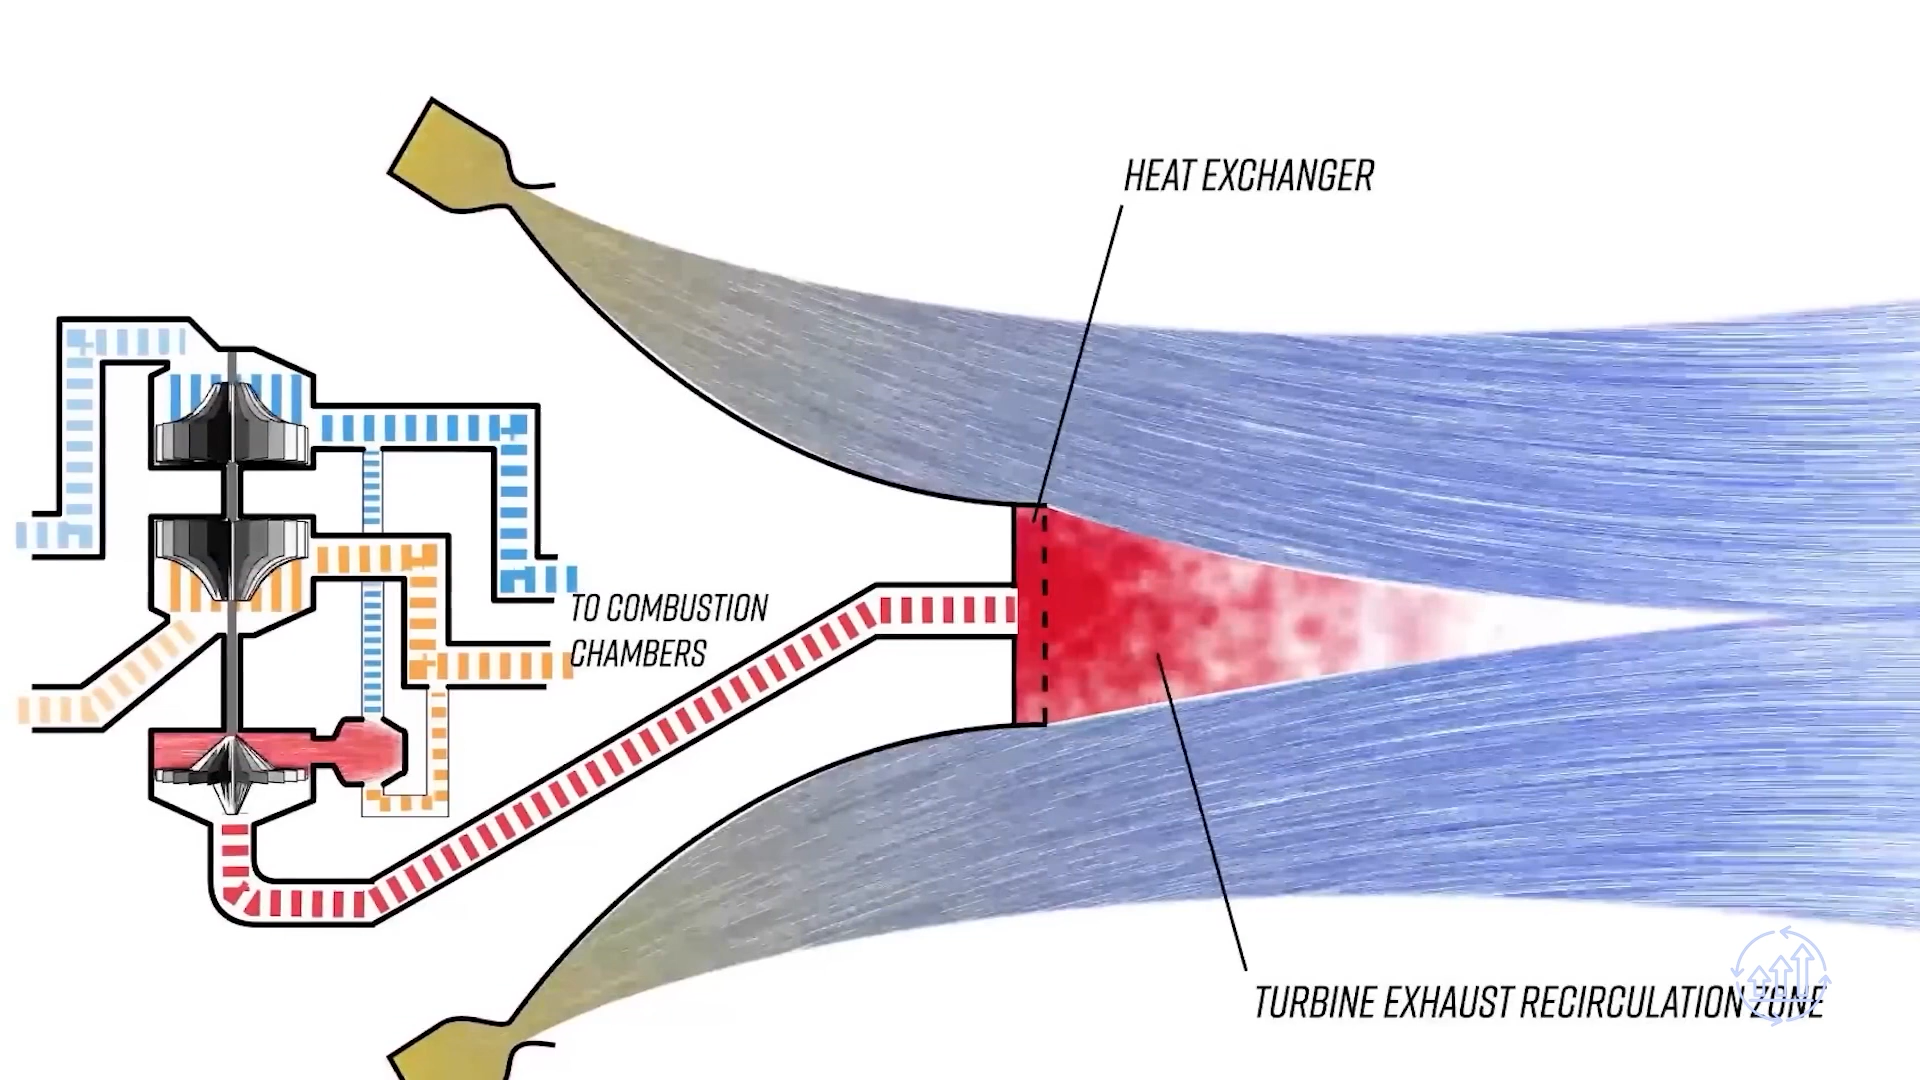 HEAT EXCHANGER
TO COMBUSTION
CHAMBERS
TURBINE EXHAUST RECIRCULATION ZONE